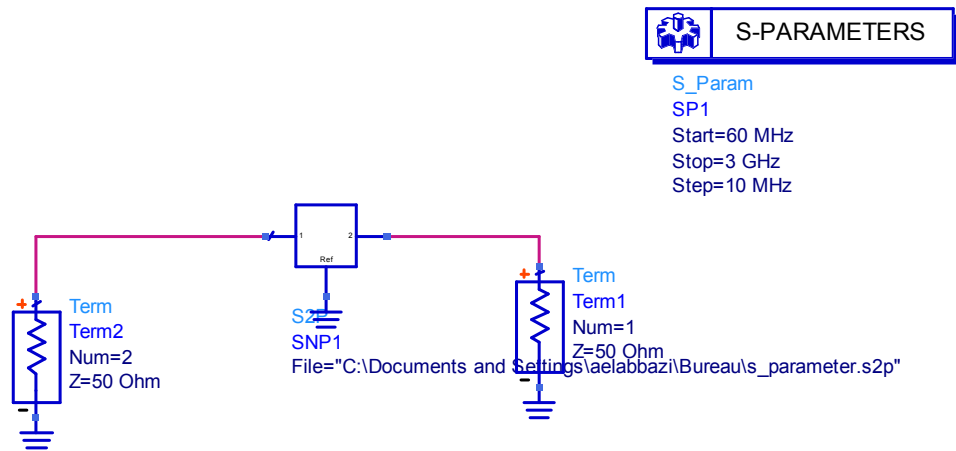 S-PARAMETERS
S_Param
SP1
Start=60 MHz
Stop=3 GHz
Step=10 MHz
1
2
Ref
+
Term
Term2
Num=2
Z=50 Ohm
-
S2P
SNP1
File="C:\Documents and Settings\aelabbazi\Bureau\s_parameter.s2p"
+
Term
Term1
Num=1
Z=50 Ohm
-